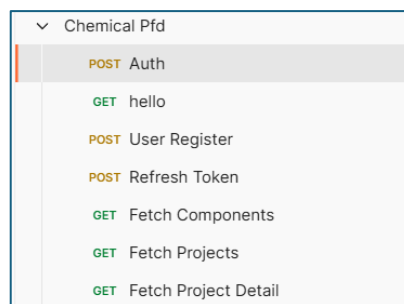 Chemical Pfd
POST Auth
GET hello
POST User Register
POST Refresh Token
GET Fetch Components
GET Fetch Projects
GET Fetch Project Detail